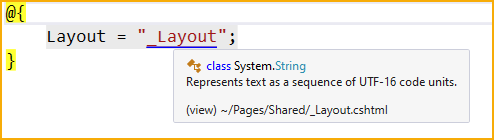 @{
Layout = "_Layout";
}
class System.String
Represents text as a sequence of UTF-16 code units.
(view) ~/Pages/Shared/_Layout.cshtml